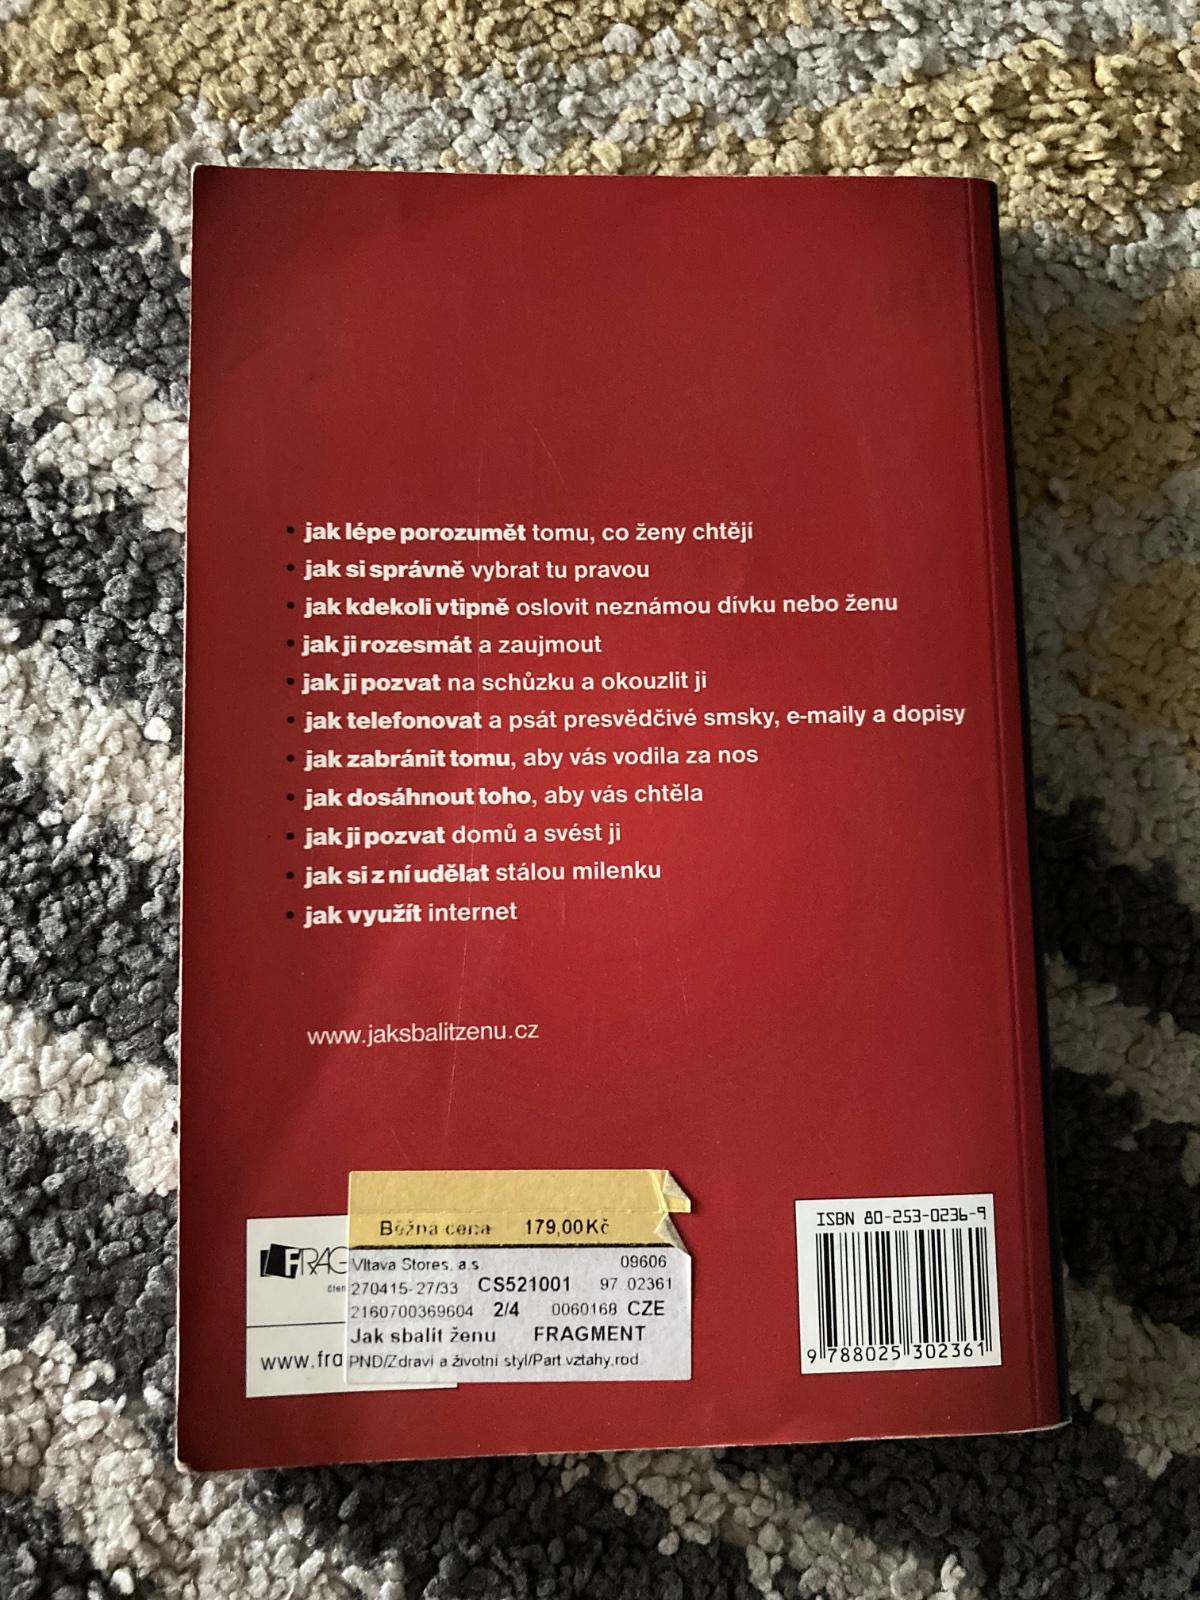 • jak lépe porozumět tomu, co ženy chtějí
• jak si správně vybrat tu pravou
• jak kdekoli vtipně oslovit neznámou dívku nebo ženu
• jak ji rozesmát a zaujmout
• jak ji pozvat na schůzku a okouzlit ji
• jak telefonovat a psát presvědčivé smsky, e-maily a dopisy
• jak zabránit tomu, aby vás vodila za nos
• jak dosáhnout toho, aby vás chtěla
• jak ji pozvat domů a svést ji
• jak si z ní udělat stálou milenku
• jak využít internet
www.jaksbalitzenu.cz
Běžná cena 179,00Kč
Vltava Stores, a.s 09606
270415-27/33 CS521001 97 02361
2160700369604 2/4 0060168 CZE
Jak sbalit ženu FRAGMENT
PND/Zdraví a životní styl/Part vztahy,rod
FRAG
člen
www.fra
ISBN 80-253-0236-9
9 788025 302361